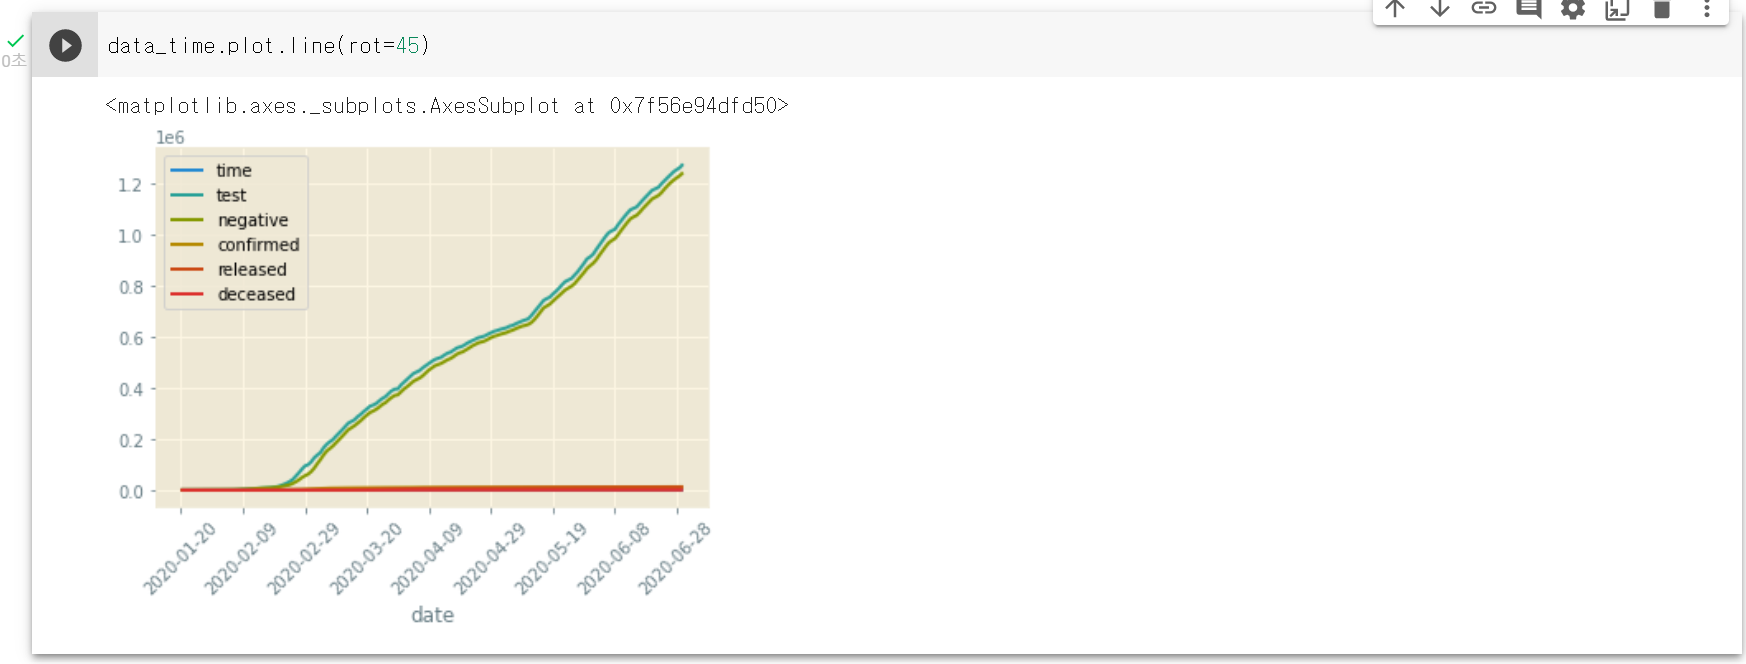 data_time.plot.line(rot=45)
0초
<matplotlib.axes._subplots.AxesSubplot at 0x7f56e94dfd50>
1e6
time
test
negative
confirmed
released
deceased
1.2
1.0
0.8
0.6
0.4
0.2
0.0
2020-01-20
2020-02-09
2020-02-29
2020-03-20
2020-04-09
2020-04-29
2020-05-19
2020-06-08
2020-06-28
date